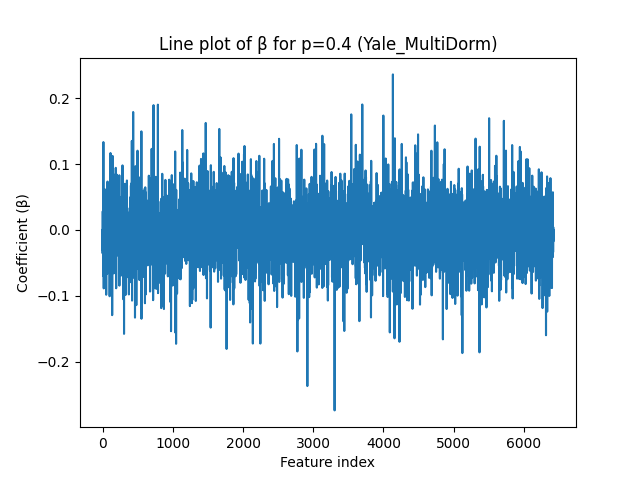 Line plot of β for p=0.4 (Yale_MultiDorm)
0.2
0.1
0.0
−0.1
−0.2
Coefficient (β)
0 1000 2000 3000 4000 5000 6000
Feature index